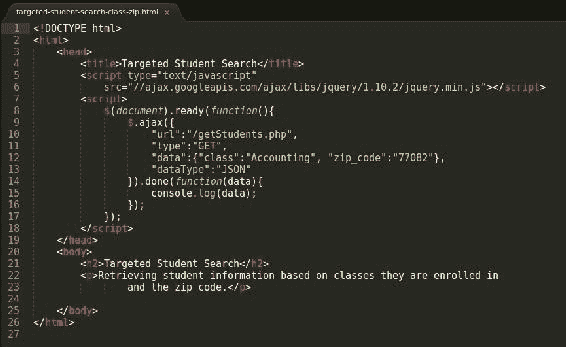 targeted-student-search-class-zip.html ×
1 <!DOCTYPE html>
2 <html>
3 <head>
4 <title>Targeted Student Search</title>
5 <script type="text/javascript"
6 src="//ajax.googleapis.com/ajax/libs/jquery/1.10.2/jquery.min.js"></script>
7 <script>
8 $(document).ready(function(){
9 $.ajax({
10 "url":"/getStudents.php",
11 "type":"GET",
12 "data":{"class":"Accounting", "zip_code":"77082"},
13 "dataType":"JSON"
14 }).done(function(data){
15 console.log(data);
16 });
17 });
18 </script>
19 </head>
20 <body>
21 <h2>Targeted Student Search</h2>
22 <p>Retrieving student information based on classes they are enrolled in
23 and the zip code.</p>
24
25 </body>
26 </html>
27